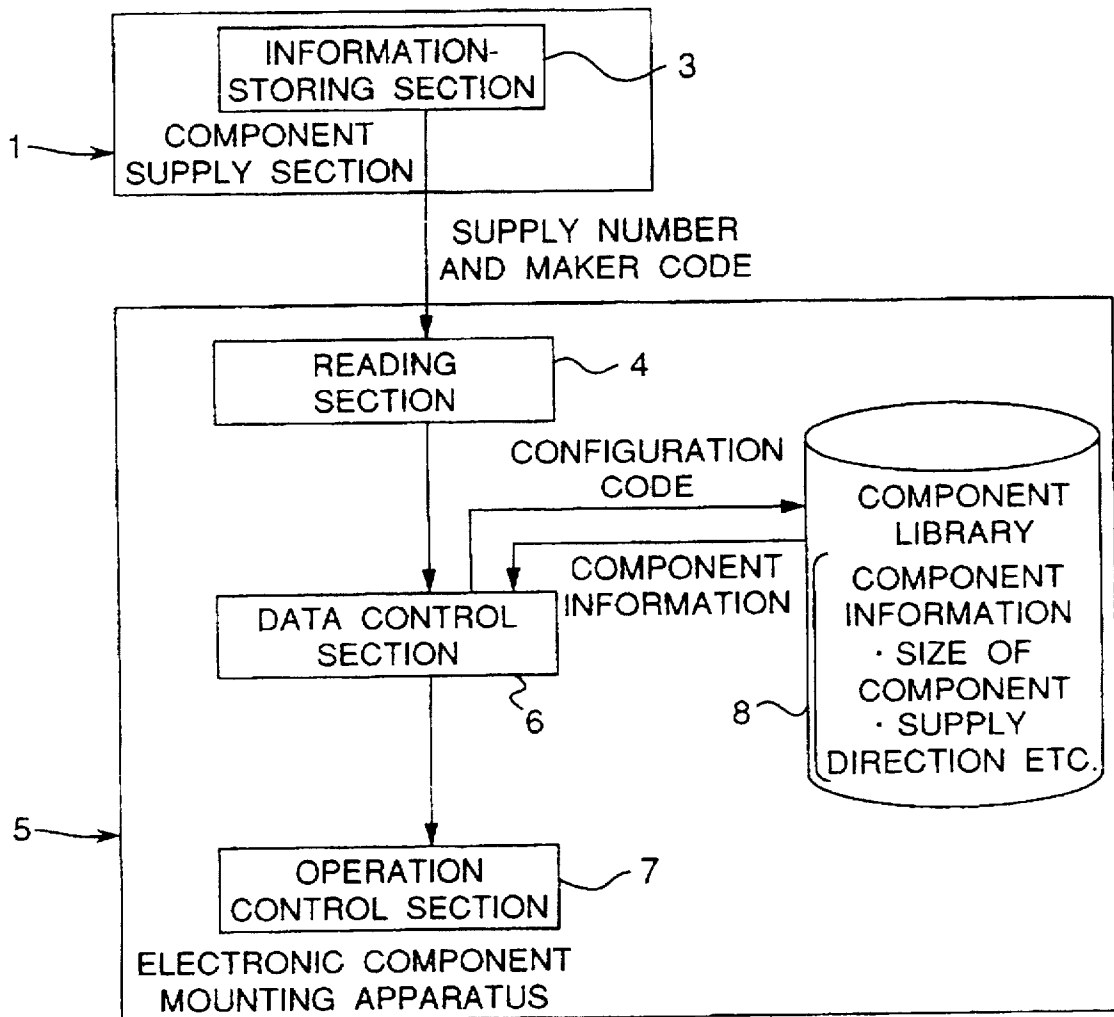 INFORMATION-
STORING SECTION
3
1
COMPONENT
SUPPLY SECTION
SUPPLY NUMBER
AND MAKER CODE
READING
SECTION
4
CONFIGURATION
CODE
COMPONENT
LIBRARY
COMPONENT
INFORMATION
COMPONENT
INFORMATION
· SIZE OF
COMPONENT
· SUPPLY
DIRECTION ETC.
8
DATA CONTROL
SECTION
6
5
OPERATION
CONTROL SECTION
7
ELECTRONIC COMPONENT
MOUNTING APPARATUS